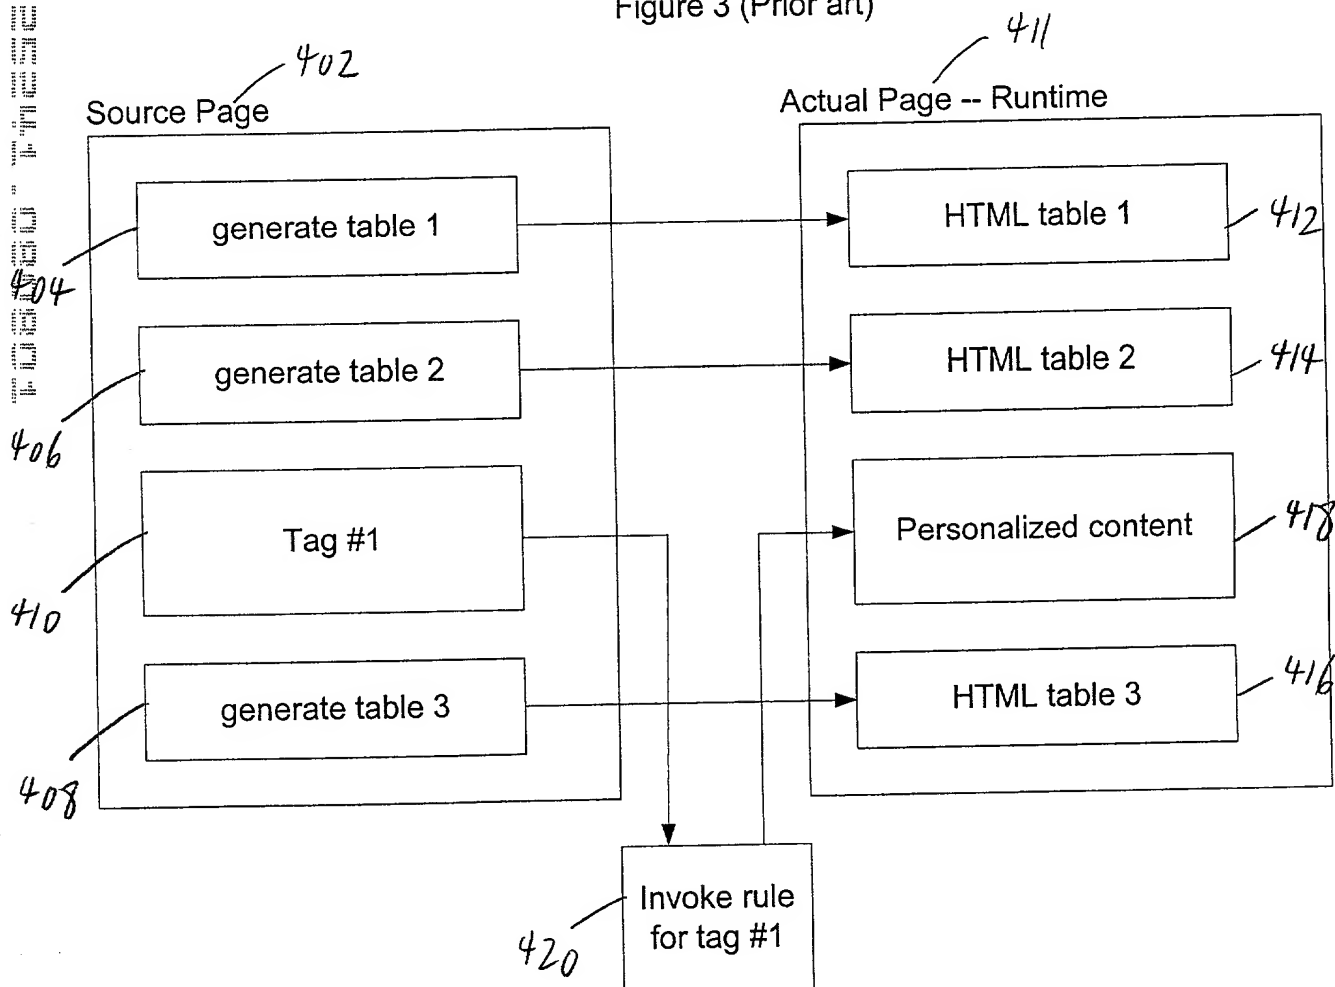 Figure 3 (Prior art)
402
411
Source Page
Actual Page -- Runtime
generate table 1
HTML table 1
412
404
generate table 2
HTML table 2
414
406
Tag #1
Personalized content
418
410
generate table 3
HTML table 3
416
408
Invoke rule
for tag #1
420